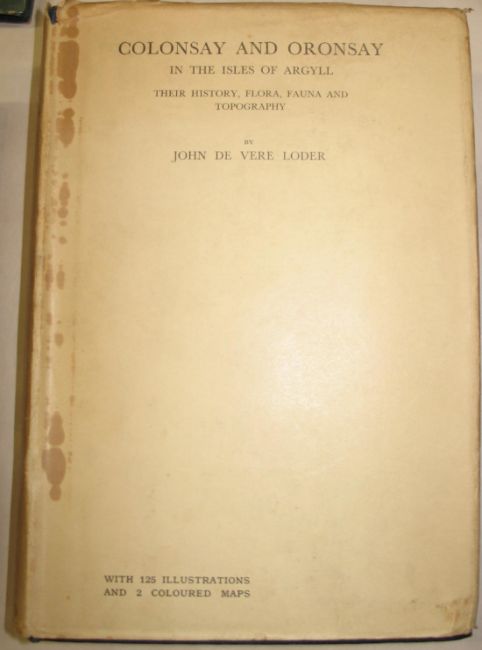 COLONSAY AND ORONSAY
IN THE ISLES OF ARGYLL
THEIR HISTORY, FLORA, FAUNA AND
TOPOGRAPHY
BY
JOHN DE VERE LODER
WITH 125 ILLUSTRATIONS
AND 2 COLOURED MAPS